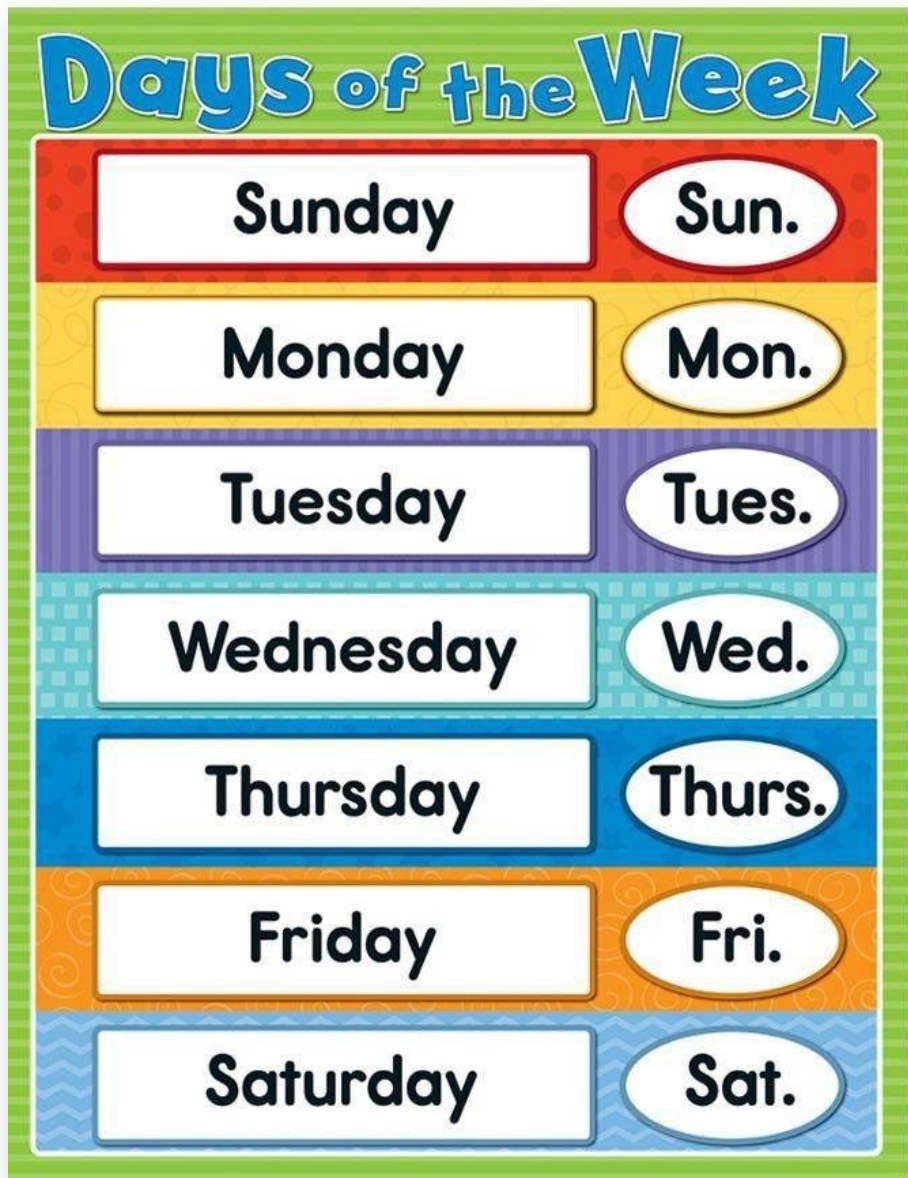 Days of the Week
Sunday Sun.
Monday Mon.
Tuesday Tues.
Wednesday Wed.
Thursday Thurs.
Friday Fri.
Saturday Sat.